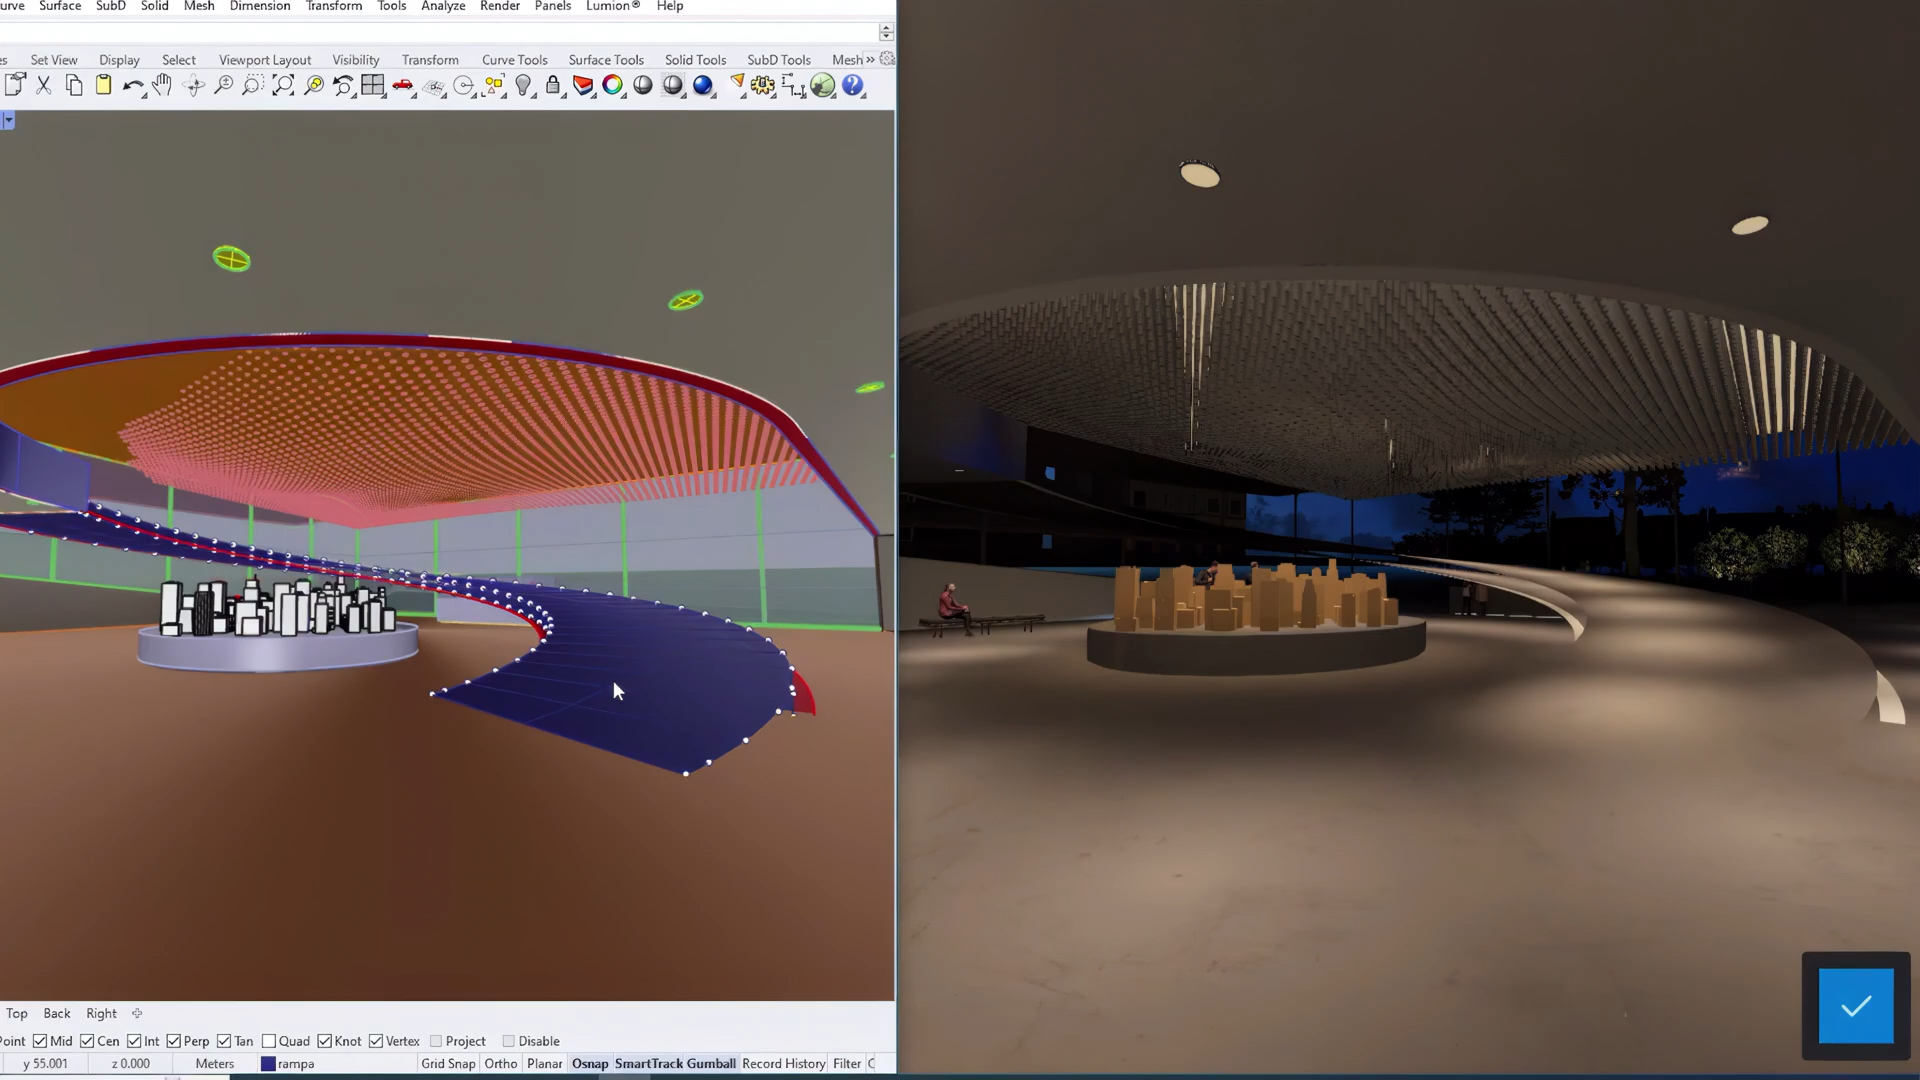 urve Surface SubD Solid Mesh Dimension Transform Tools Analyze Render Panels Lumion® Help
es Set View Display Select Viewport Layout Visibility Transform Curve Tools Surface Tools Solid Tools SubD Tools Mesh »
Top Back Right
Point Mid Cen Int Perp Tan Quad Knot Vertex Project Disable
y 55.001 z 0.000 Meters rampa Grid Snap Ortho Planar Osnap SmartTrack Gumball Record History Filter C